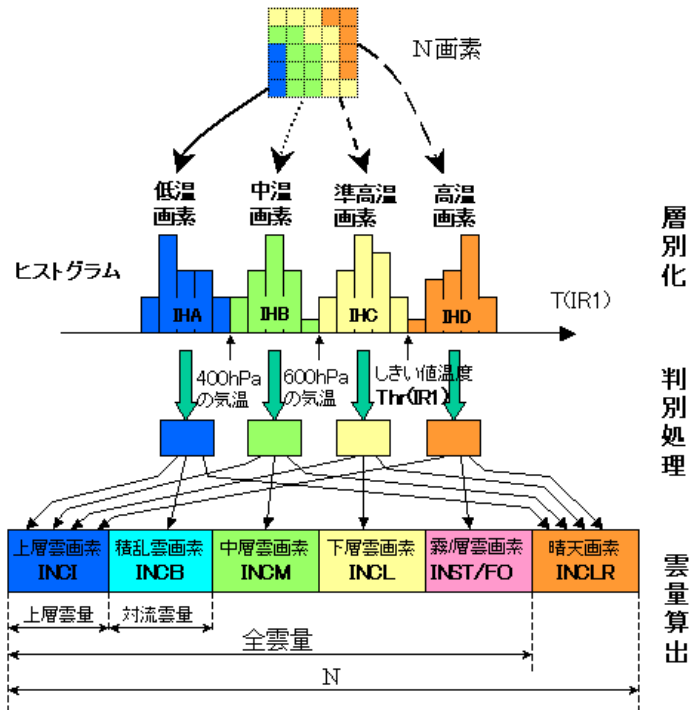 N画素
低温
画素
中温
画素
準高温
画素
高温
画素
層別化
ヒストグラム
IHA
IHB
IHC
IHD
T(IR1)
400hPa
の気温
600hPa
の気温
しきい値温度
Thr(IR1)
判別処理
上層雲画素
INCI
積乱雲画素
INCB
中層雲画素
INCM
下層雲画素
INCL
霧/層雲画素
INST/FO
晴天画素
INCLR
上層雲量
対流雲量
全雲量
N
雲量算出